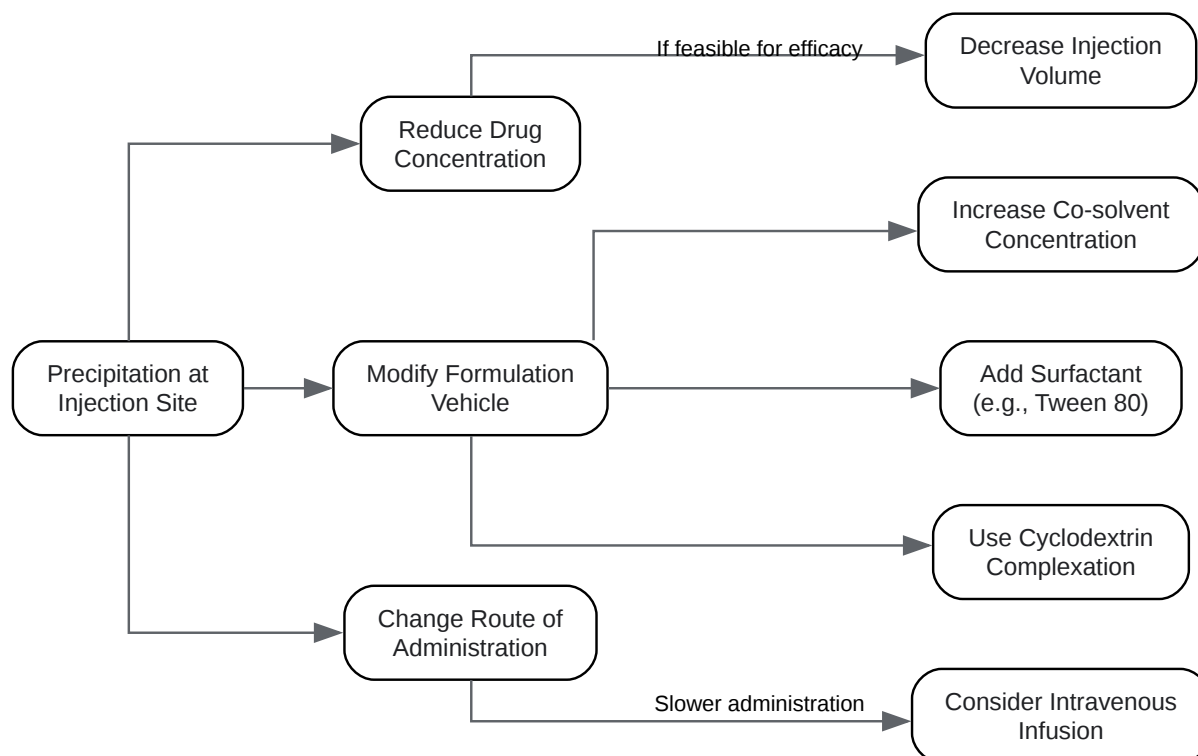 If feasible for efficacy
Decrease Injection
Volume
Reduce Drug
Concentration
Increase Co-solvent
Concentration
Precipitation at
Injection Site
Modify Formulation
Vehicle
Add Surfactant
(e.g., Tween 80)
Use Cyclodextrin
Complexation
Change Route of
Administration
Slower administration
Consider Intravenous
Infusion